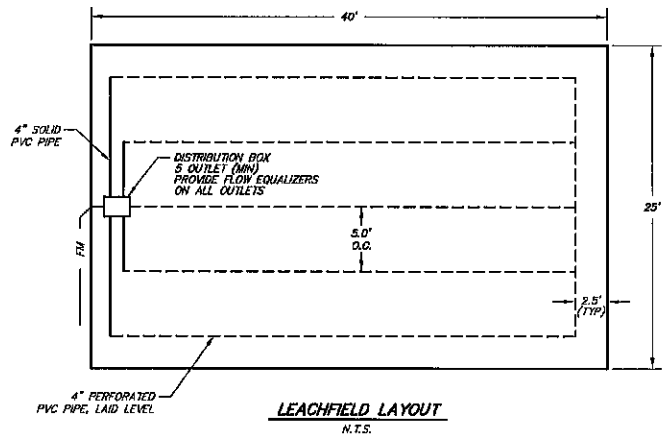 40'
4" SOLID
PVC PIPE
DISTRIBUTION BOX
5 OUTLET (MIN)
PROVIDE FLOW EQUALIZERS
ON ALL OUTLETS
25'
FM
5.0'
O.C.
2.5'
(TYP)
4" PERFORATED
PVC PIPE, LAID LEVEL
LEACHFIELD LAYOUT
N.T.S.